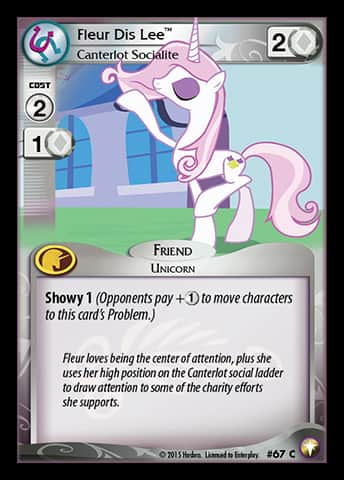 Fleur Dis Lee™
Canterlot Socialite
2
COST
2
1
FRIEND
UNICORN
Showy 1 (Opponents pay +1 to move characters
to this card's Problem.)
Fleur loves being the center of attention, plus she
uses her high position on the Canterlot social ladder
to draw attention to some of the charity efforts
she supports.
© 2015 Hasbro. Licensed to Enterplay.
#67 C